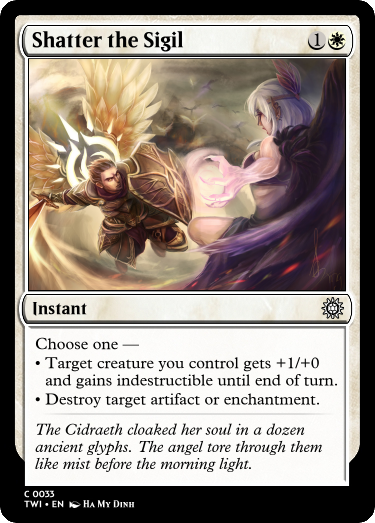 Shatter the Sigil 1
Instant
Choose one —
• Target creature you control gets +1/+0
and gains indestructible until end of turn.
• Destroy target artifact or enchantment.
The Cidraeth cloaked her soul in a dozen
ancient glyphs. The angel tore through them
like mist before the morning light.
C 0033
TWI • EN HA MY DINH